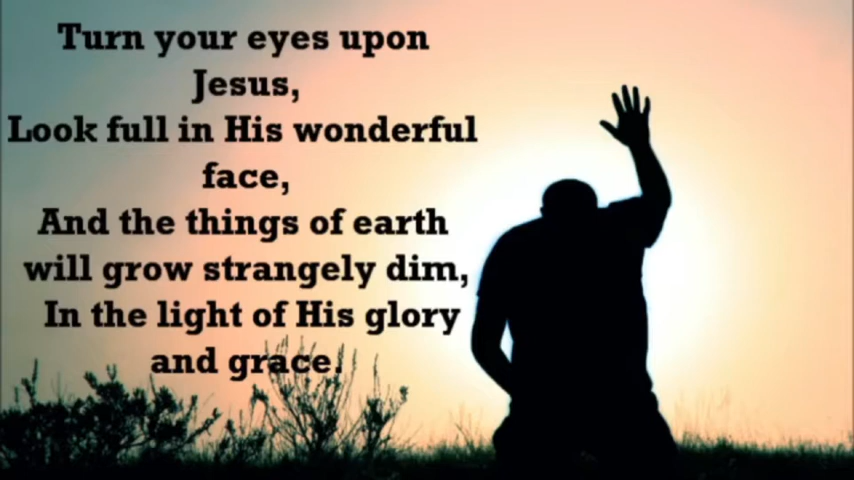 Turn your eyes upon
Jesus,
Look full in His wonderful
face,
And the things of earth
will grow strangely dim,
In the light of His glory
and grace.